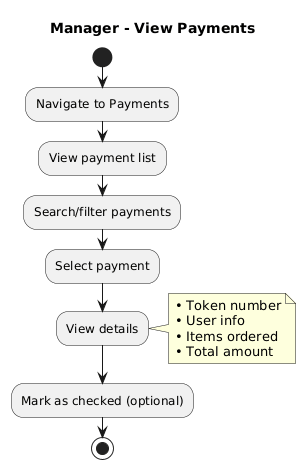 Manager - View Payments
Navigate to Payments
View payment list
Search/filter payments
Select payment
View details
• Token number
• User info
• Items ordered
• Total amount
Mark as checked (optional)